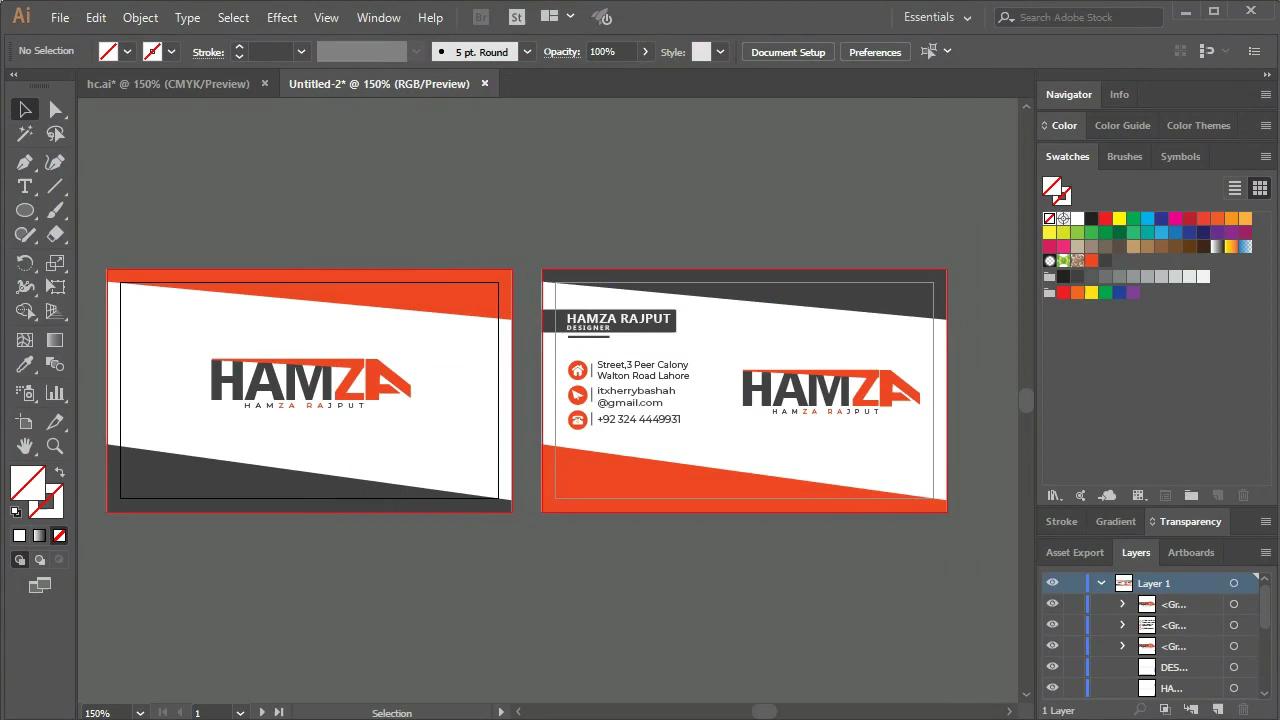 Ai File Edit Object Type Select Effect View Window Help Br St Essentials Search Adobe Stock
No Selection Stroke: 5 pt. Round Opacity: 100% Style: Document Setup Preferences
hc.ai* @ 150% (CMYK/Preview) Untitled-2* @ 150% (RGB/Preview)
Navigator Info
Color Color Guide Color Themes
Swatches Brushes Symbols
HAMZA
HAMZA RAJPUT
HAMZA RAJPUT
DESIGNER
Street,3 Peer Calony
Walton Road Lahore
itxherrybashah
@gmail.com
+92 324 4449931
HAMZA
HAMZA RAJPUT
Stroke Gradient Transparency
Asset Export Layers Artboards
Layer 1
<Gr...
<Gr...
<Gr...
DES...
HA...
1 Layer
150% 1 Selection